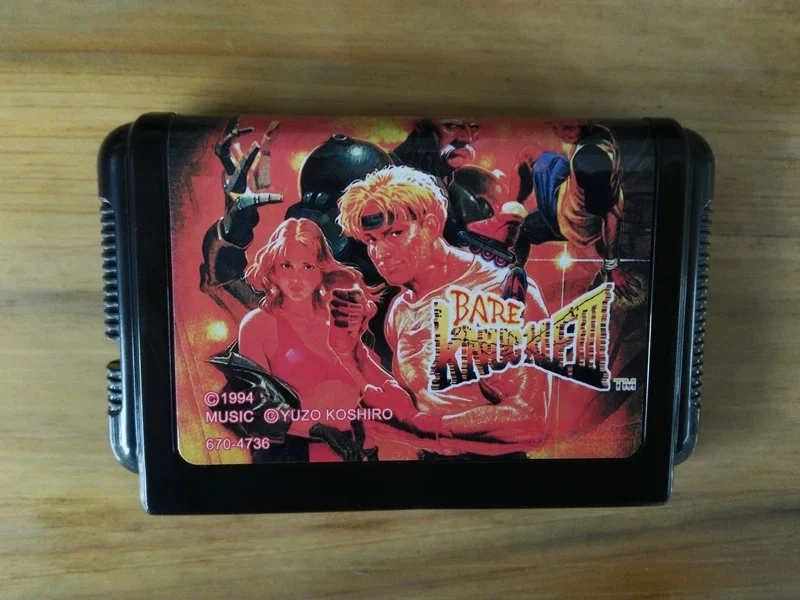 BARE
KNUCKLE III
TM
©1994
MUSIC ©YUZO KOSHIRO
670-4736